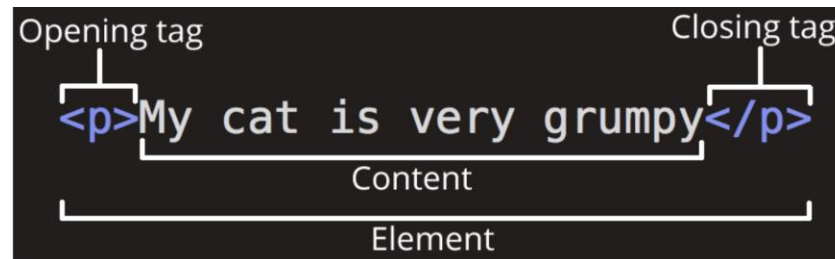 Opening tag Closing tag
<p>My cat is very grumpy</p>
Content
Element